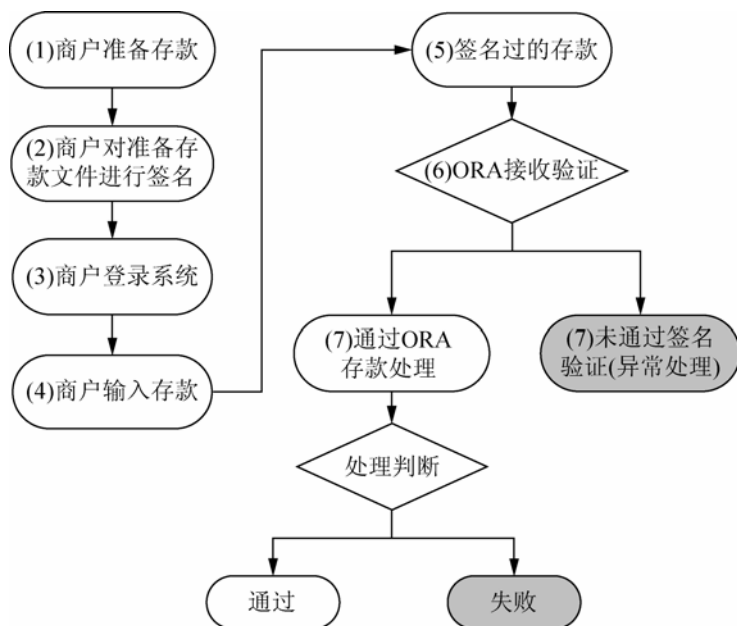 (1)商户准备存款
(2)商户对准备存
款文件进行签名
(3)商户登录系统
(4)商户输入存款
(5)签名过的存款
(6)ORA接收验证
(7)通过ORA
存款处理
(7)未通过签名
验证(异常处理)
处理判断
通过
失败